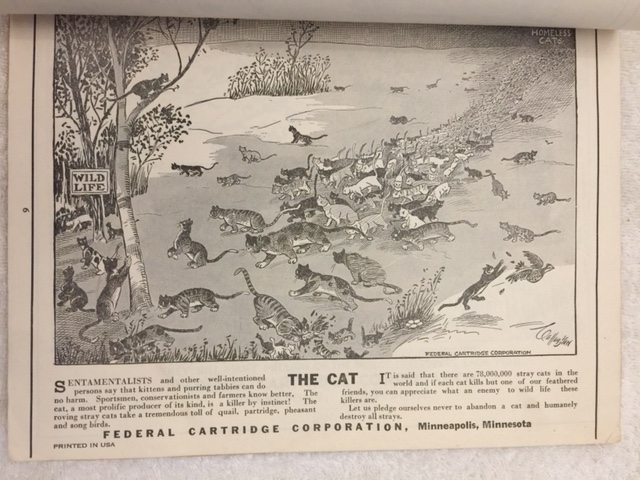 HOMELESS
CATS
WILD
LIFE
6
FEDERAL CARTRIDGE CORPORATION
THE CAT
SENTAMENTALISTS and other well-intentioned
persons say that kittens and purring tabbies can do
no harm. Sportsmen, conservationists and farmers know better. The
cat, a most prolific producer of its kind, is a killer by instinct! The
roving stray cats take a tremendous toll of quail, partridge, pheasant
and song birds.
IT is said that there are 78,000,000 stray cats in the
world and if each cat kills but one of our feathered
friends, you can appreciate what an enemy to wild life these
killers are.
Let us pledge ourselves never to abandon a cat and humanely
destroy all strays.
FEDERAL CARTRIDGE CORPORATION, Minneapolis, Minnesota
PRINTED IN USA